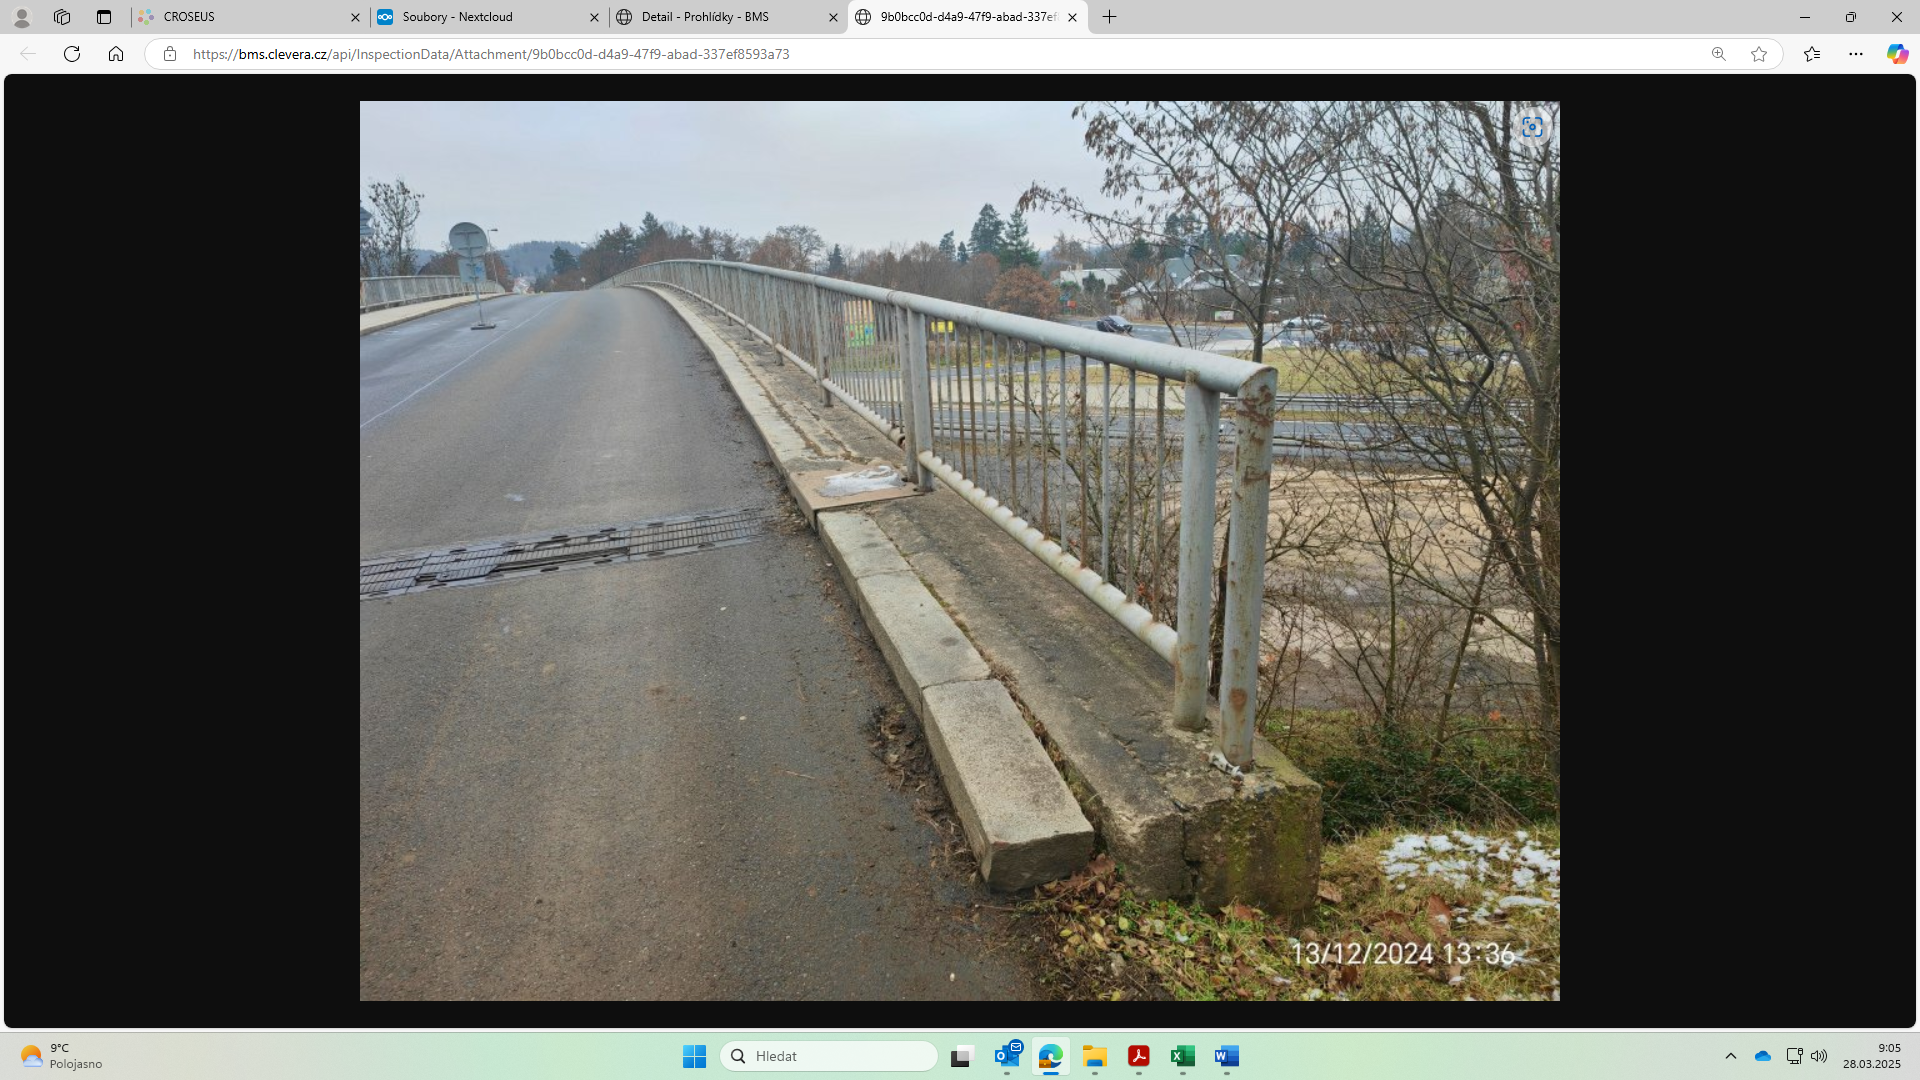 CROSEUS
Soubory - Nextcloud
Detail - Prohlídky - BMS
9b0bcc0d-d4a9-47f9-abad-337ef
https://bms.clevera.cz/api/InspectionData/Attachment/9b0bcc0d-d4a9-47f9-abad-337ef8593a73
13/12/2024 13:36
9°C
Polojasno
Hledat
9:05
28.03.2025